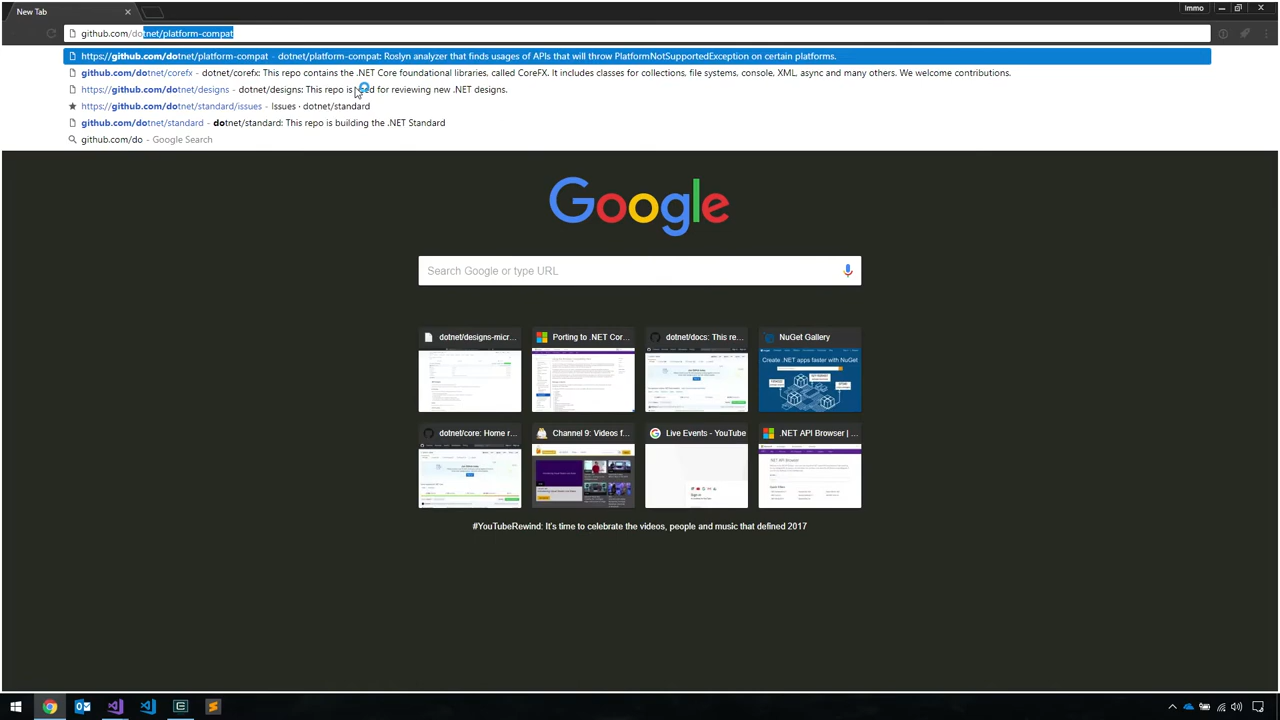 New Tab
Immo
github.com/dotnet/platform-compat
https://github.com/dotnet/platform-compat - dotnet/platform-compat: Roslyn analyzer that finds usages of APIs that will throw PlatformNotSupportedException on certain platforms.
github.com/dotnet/corefx - dotnet/corefx: This repo contains the .NET Core foundational libraries, called CoreFX. It includes classes for collections, file systems, console, XML, async and many others. We welcome contributions.
https://github.com/dotnet/designs - dotnet/designs: This repo is used for reviewing new .NET designs.
https://github.com/dotnet/standard/issues - Issues · dotnet/standard
github.com/dotnet/standard - dotnet/standard: This repo is building the .NET Standard
github.com/do - Google Search
Google
Search Google or type URL
dotnet/designs-micr...
Porting to .NET Cor...
dotnet/docs: This re...
NuGet Gallery
Create .NET apps faster with NuGet
dotnet/core: Home r...
Channel 9: Videos f...
Live Events - YouTube
.NET API Browser | ...
#YouTubeRewind: It's time to celebrate the videos, people and music that defined 2017